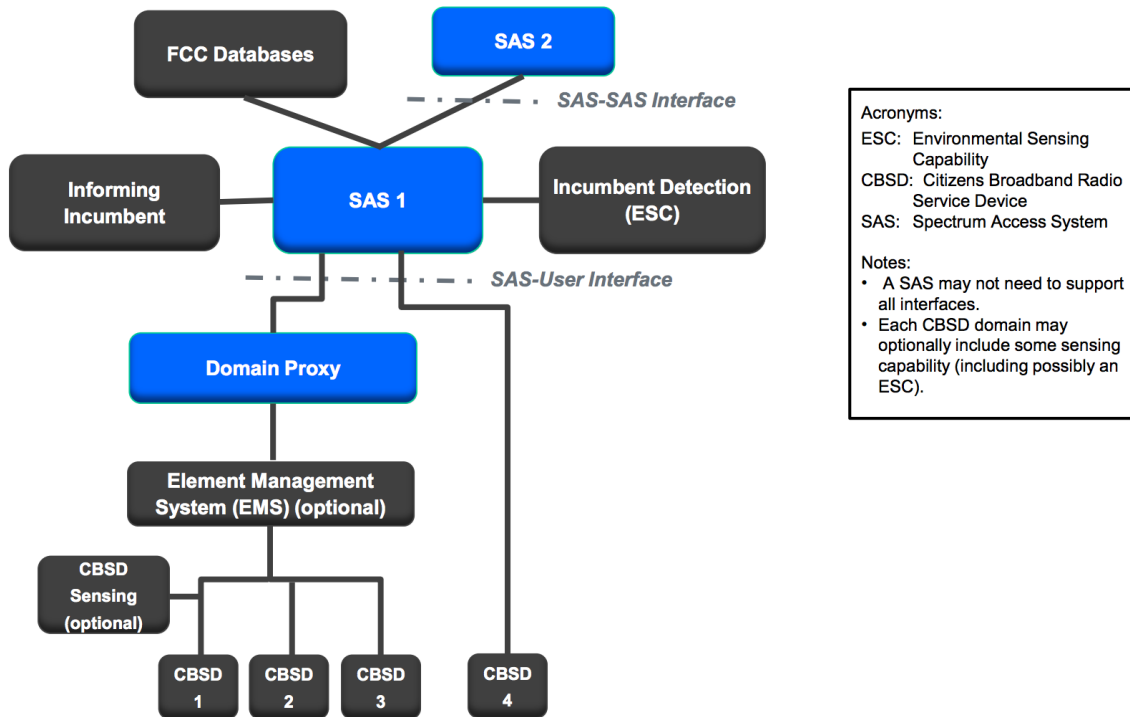 FCC Databases
SAS 2
SAS-SAS Interface
Informing
Incumbent
SAS 1
Incumbent Detection
(ESC)
SAS-User Interface
Domain Proxy
Element Management
System (EMS) (optional)
CBSD
Sensing
(optional)
CBSD
1
CBSD
2
CBSD
3
CBSD
4
Acronyms:
ESC: Environmental Sensing
Capability
CBSD: Citizens Broadband Radio
Service Device
SAS: Spectrum Access System
Notes:
• A SAS may not need to support
all interfaces.
• Each CBSD domain may
optionally include some sensing
capability (including possibly an
ESC).